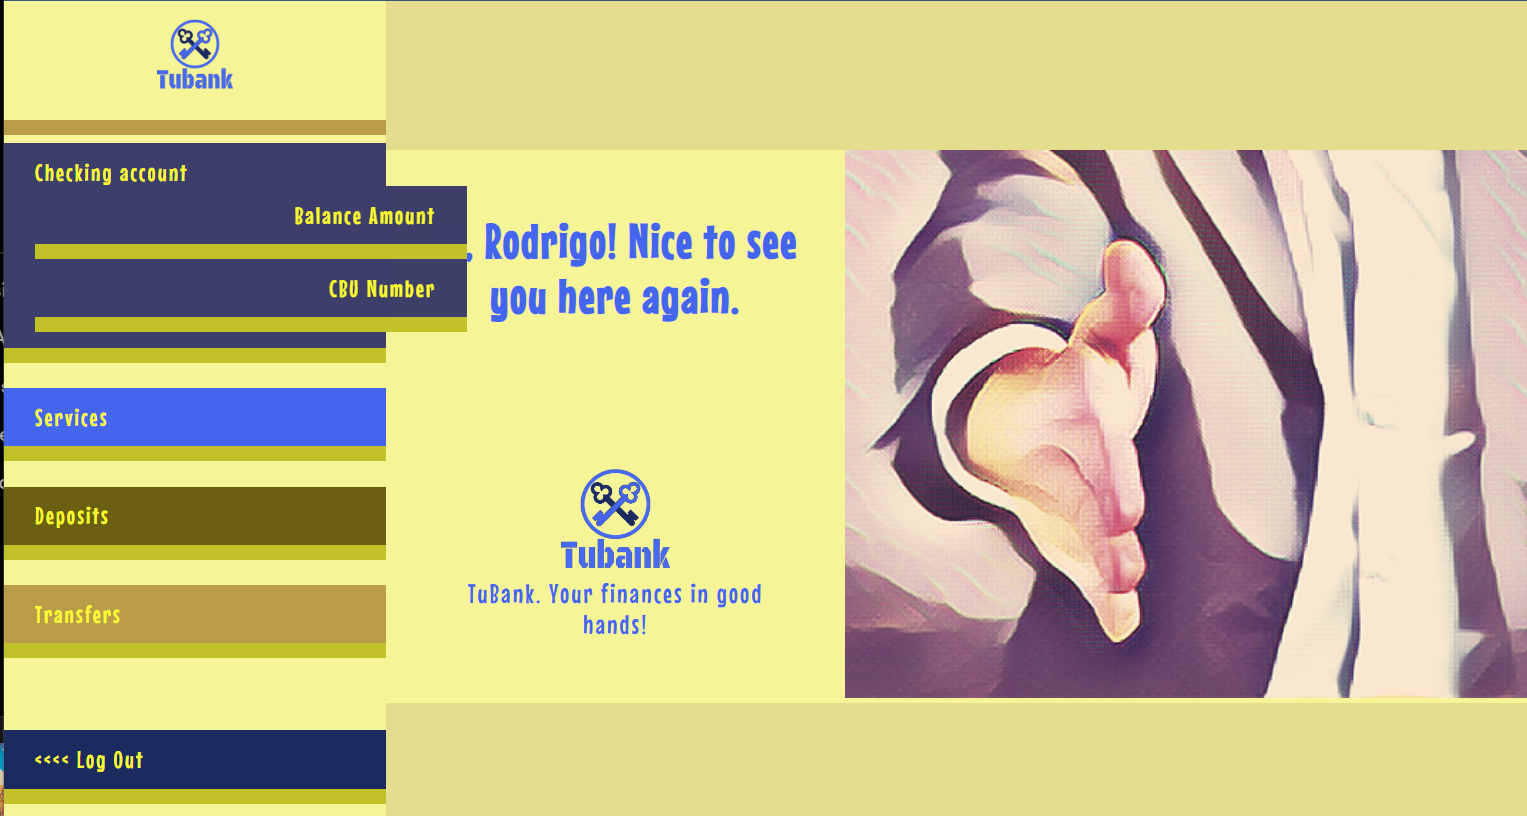 Tubank
Checking account
Balance Amount
CBU Number
Services
Deposits
Transfers
<<<< Log Out
, Rodrigo! Nice to see
you here again.
Tubank
TuBank. Your finances in good
hands!